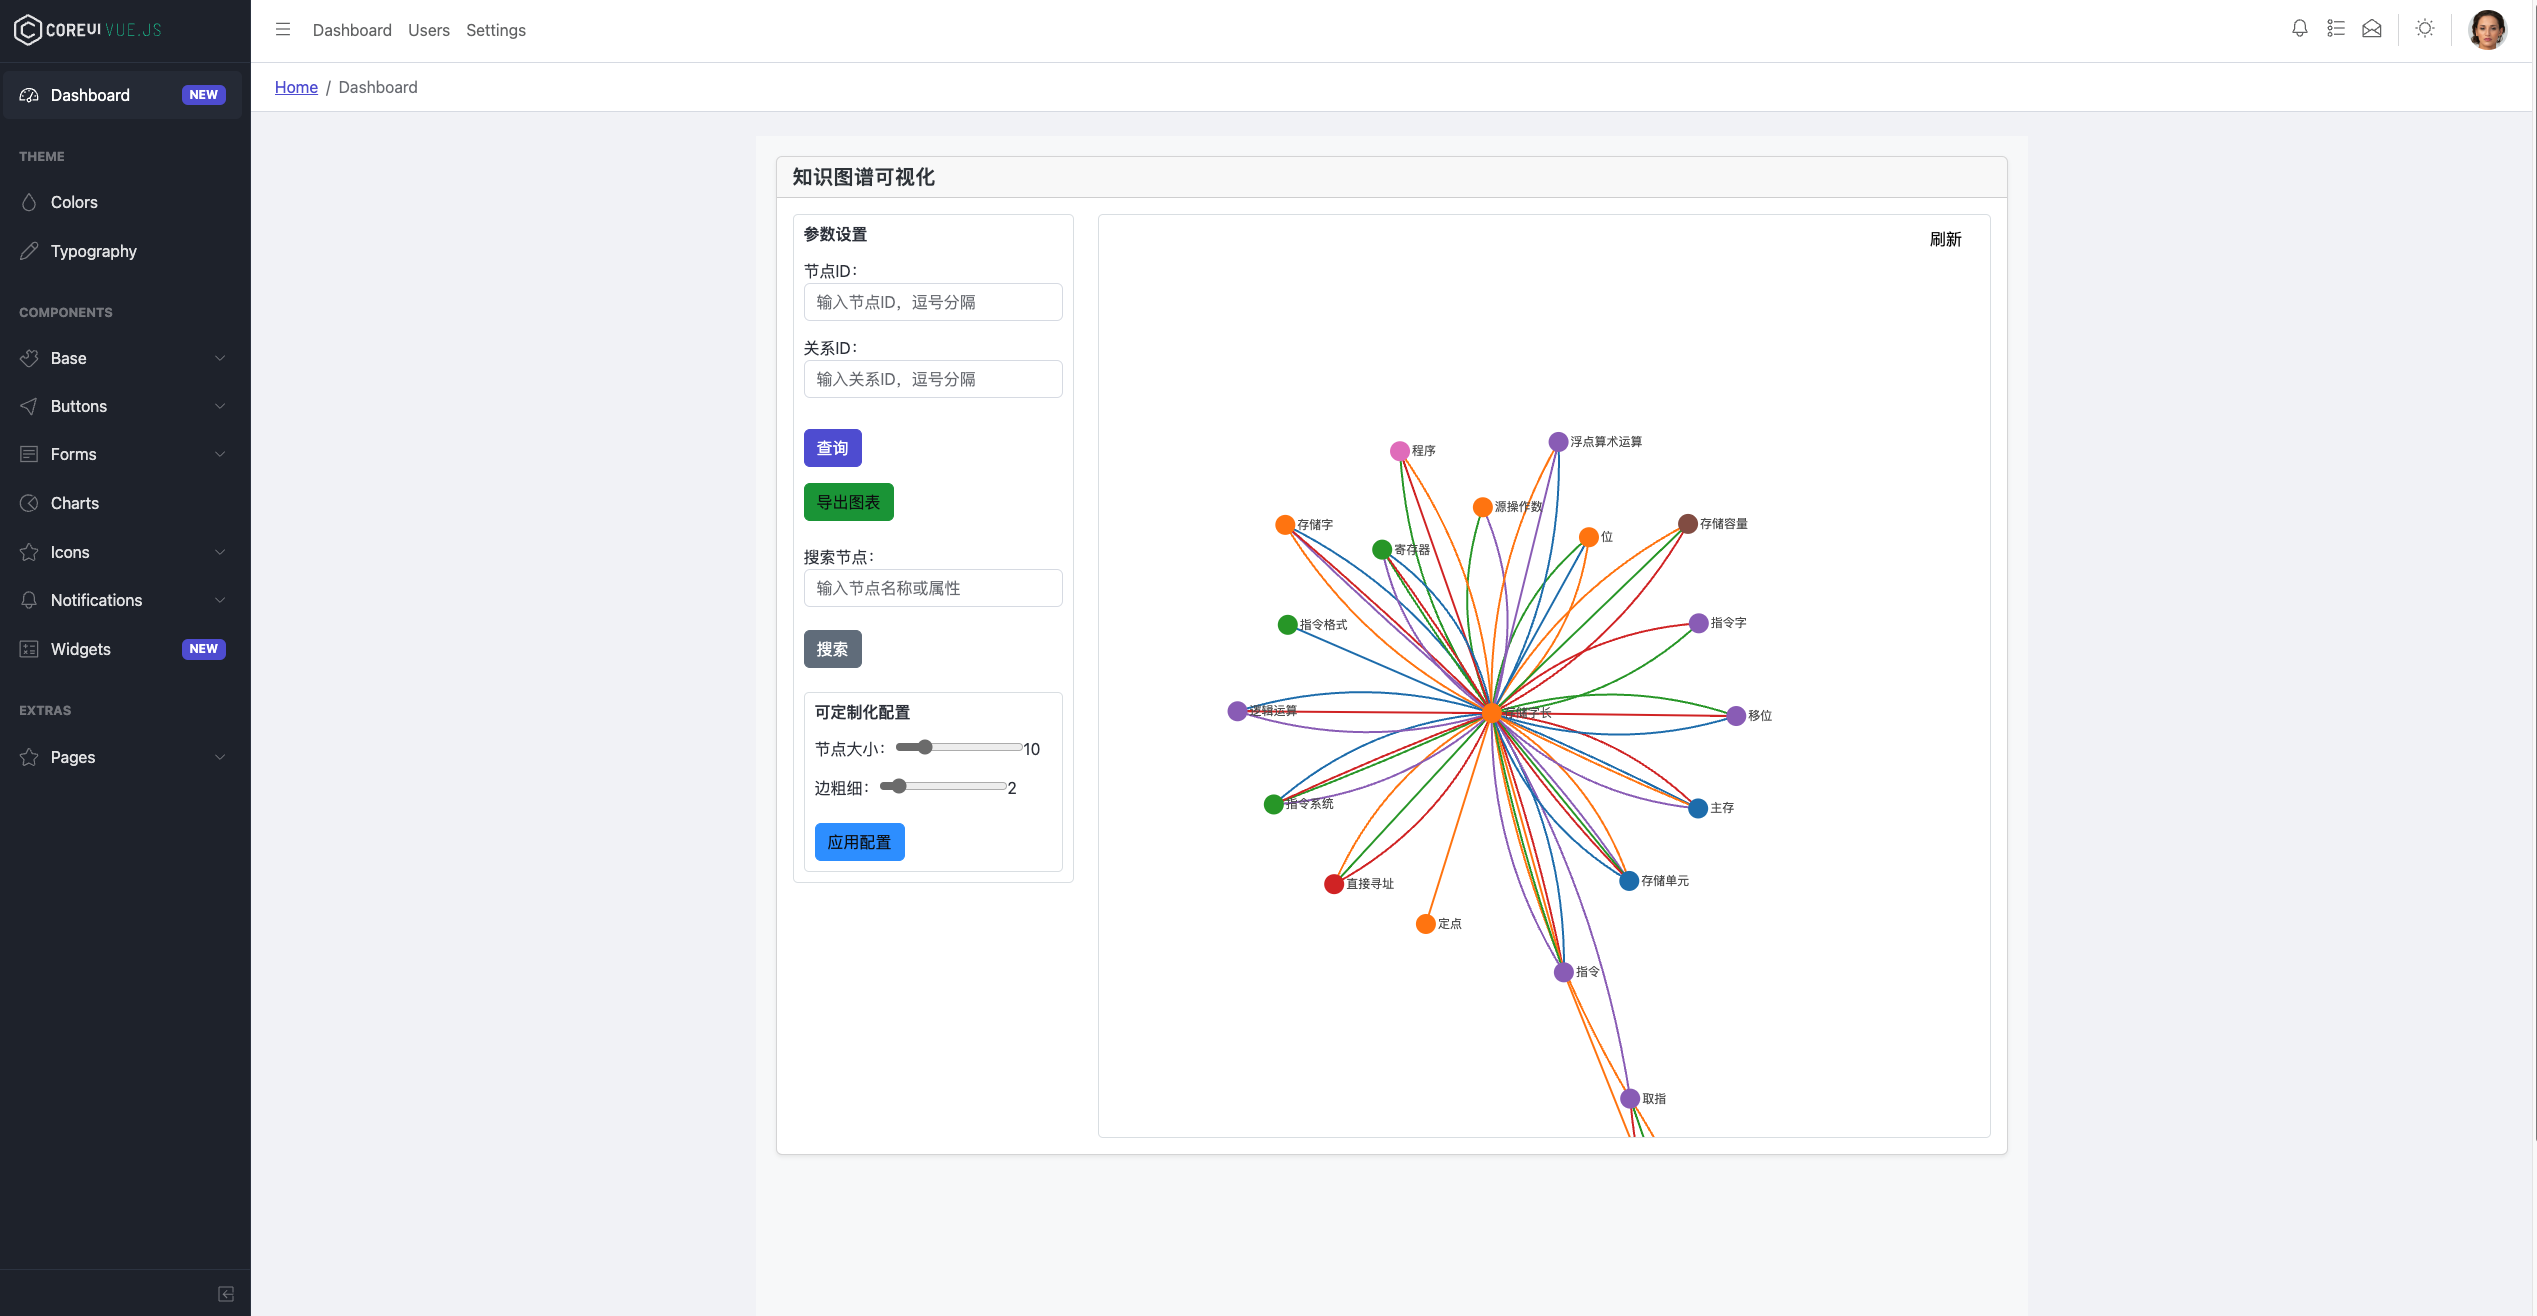 COREUI VUE.JS
Dashboard Users Settings
Home / Dashboard
Dashboard NEW
THEME
Colors
Typography
COMPONENTS
Base
Buttons
Forms
Charts
Icons
Notifications
Widgets NEW
EXTRAS
Pages
知识图谱可视化
参数设置
节点ID：
输入节点ID，逗号分隔
关系ID：
输入关系ID，逗号分隔
查询
导出图表
搜索节点：
输入节点名称或属性
搜索
可定制化配置
节点大小： 10
边粗细： 2
应用配置
刷新
浮点算术运算
程序
源操作数
存储字
存储容量
位
寄存器
指令格式
指令字
逻辑运算
存储字长
移位
指令系统
主存
存储单元
直接寻址
定点
指令
取指